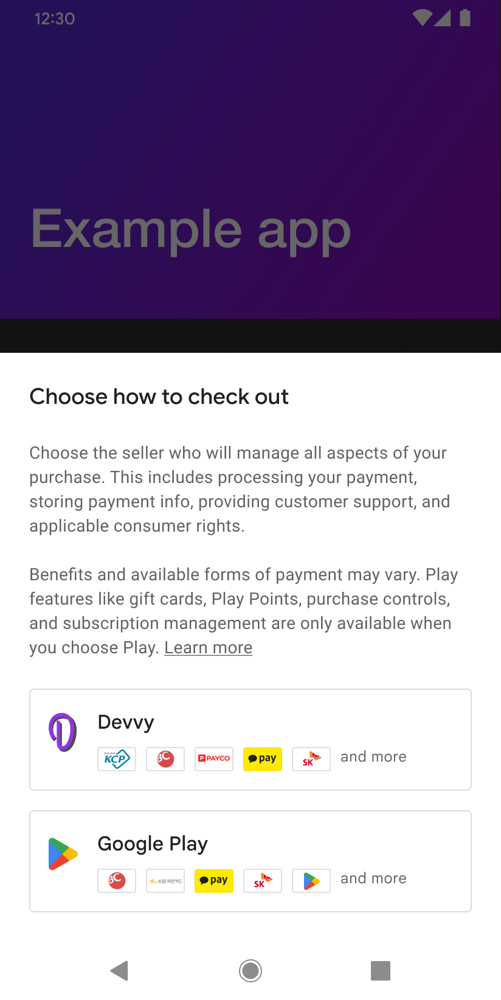 12:30
Example app
Choose how to check out
Choose the seller who will manage all aspects of your
purchase. This includes processing your payment,
storing payment info, providing customer support, and
applicable consumer rights.
Benefits and available forms of payment may vary. Play
features like gift cards, Play Points, purchase controls,
and subscription management are only available when
you choose Play. Learn more
Devvy
KCP BC PAYCO pay SK and more
Google Play
BC KB국민카드 pay SK and more